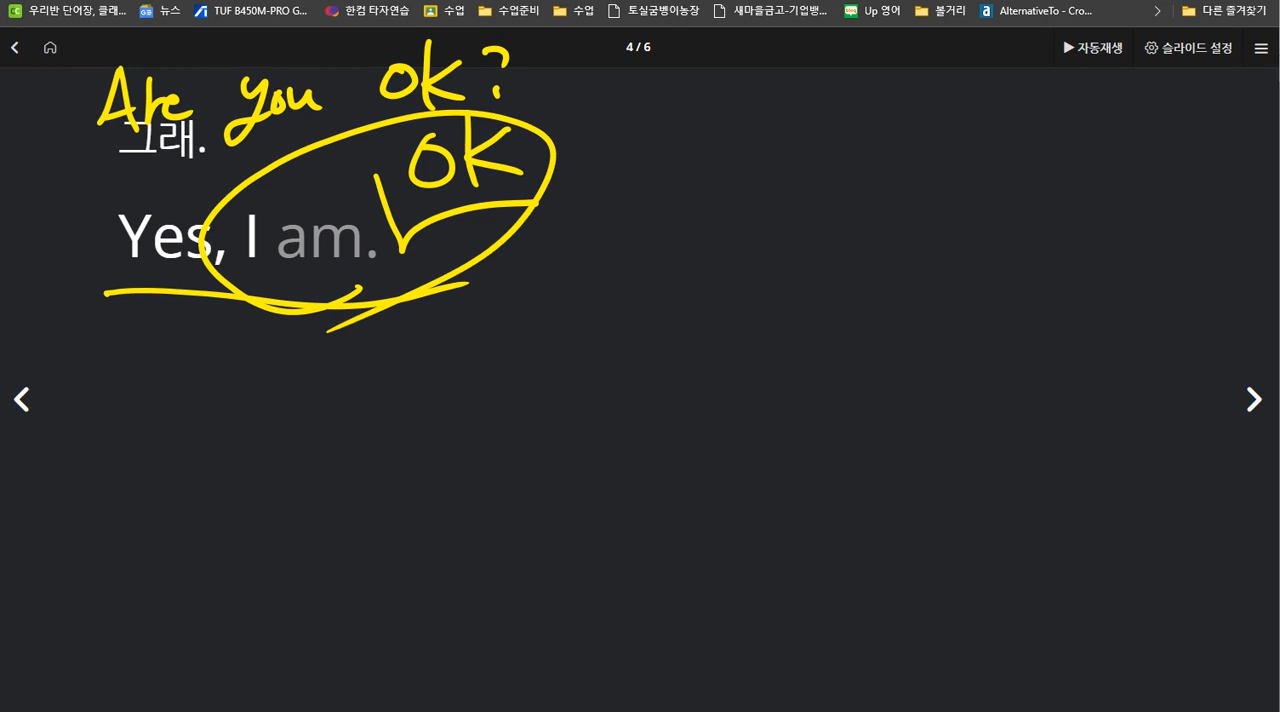 우리반 단어장, 클래... 뉴스 TUF B450M-PRO G... 한컴 타자연습 수업 수업준비 수업 토실굼벵이농장 새마을금고-기업뱅... Up 영어 볼거리 AlternativeTo - Cro... 다른 즐겨찾기
4 / 6 자동재생 슬라이드 설정
Are you OK?
그래.
OK
Yes, I am.